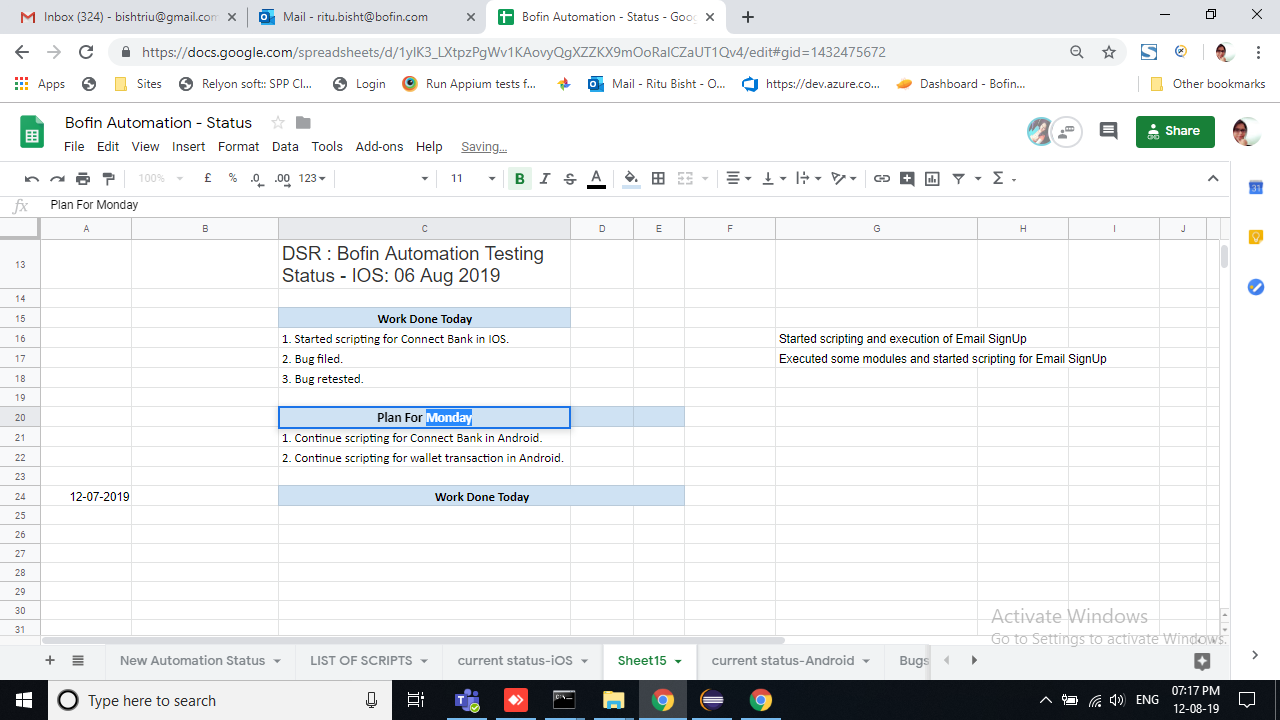 Inbox (324) - bishtriu@gmail.com
Mail - ritu.bisht@bofin.com
Bofin Automation - Status - Goo
https://docs.google.com/spreadsheets/d/1ylK3_LXtpzPgWv1KAovyQgXZZKX9mOoRaICZaUT1Qv4/edit#gid=1432475672
Apps Sites Relyon soft:: SPP Cl... Login Run Appium tests f... Mail - Ritu Bisht - O... https://dev.azure.co... Dashboard - Bofin... Other bookmarks
Bofin Automation - Status
Share
File Edit View Insert Format Data Tools Add-ons Help Saving...
100% £ % .0 .00 123 11 B I S A Σ
31
fx Plan For Monday
A B C D E F G H I J
13 DSR : Bofin Automation Testing
Status - IOS: 06 Aug 2019
14
15 Work Done Today
16 1. Started scripting for Connect Bank in IOS. Started scripting and execution of Email SignUp
17 2. Bug filed. Executed some modules and started scripting for Email SignUp
18 3. Bug retested.
19
20 Plan For Monday
21 1. Continue scripting for Connect Bank in Android.
22 2. Continue scripting for wallet transaction in Android.
23
24 12-07-2019 Work Done Today
25
26
27
28
29
30
31
Activate Windows
Go to Settings to activate Windows.
New Automation Status LIST OF SCRIPTS current status-iOS Sheet15 current status-Android Bugs
Type here to search
ENG
07:17 PM
12-08-19